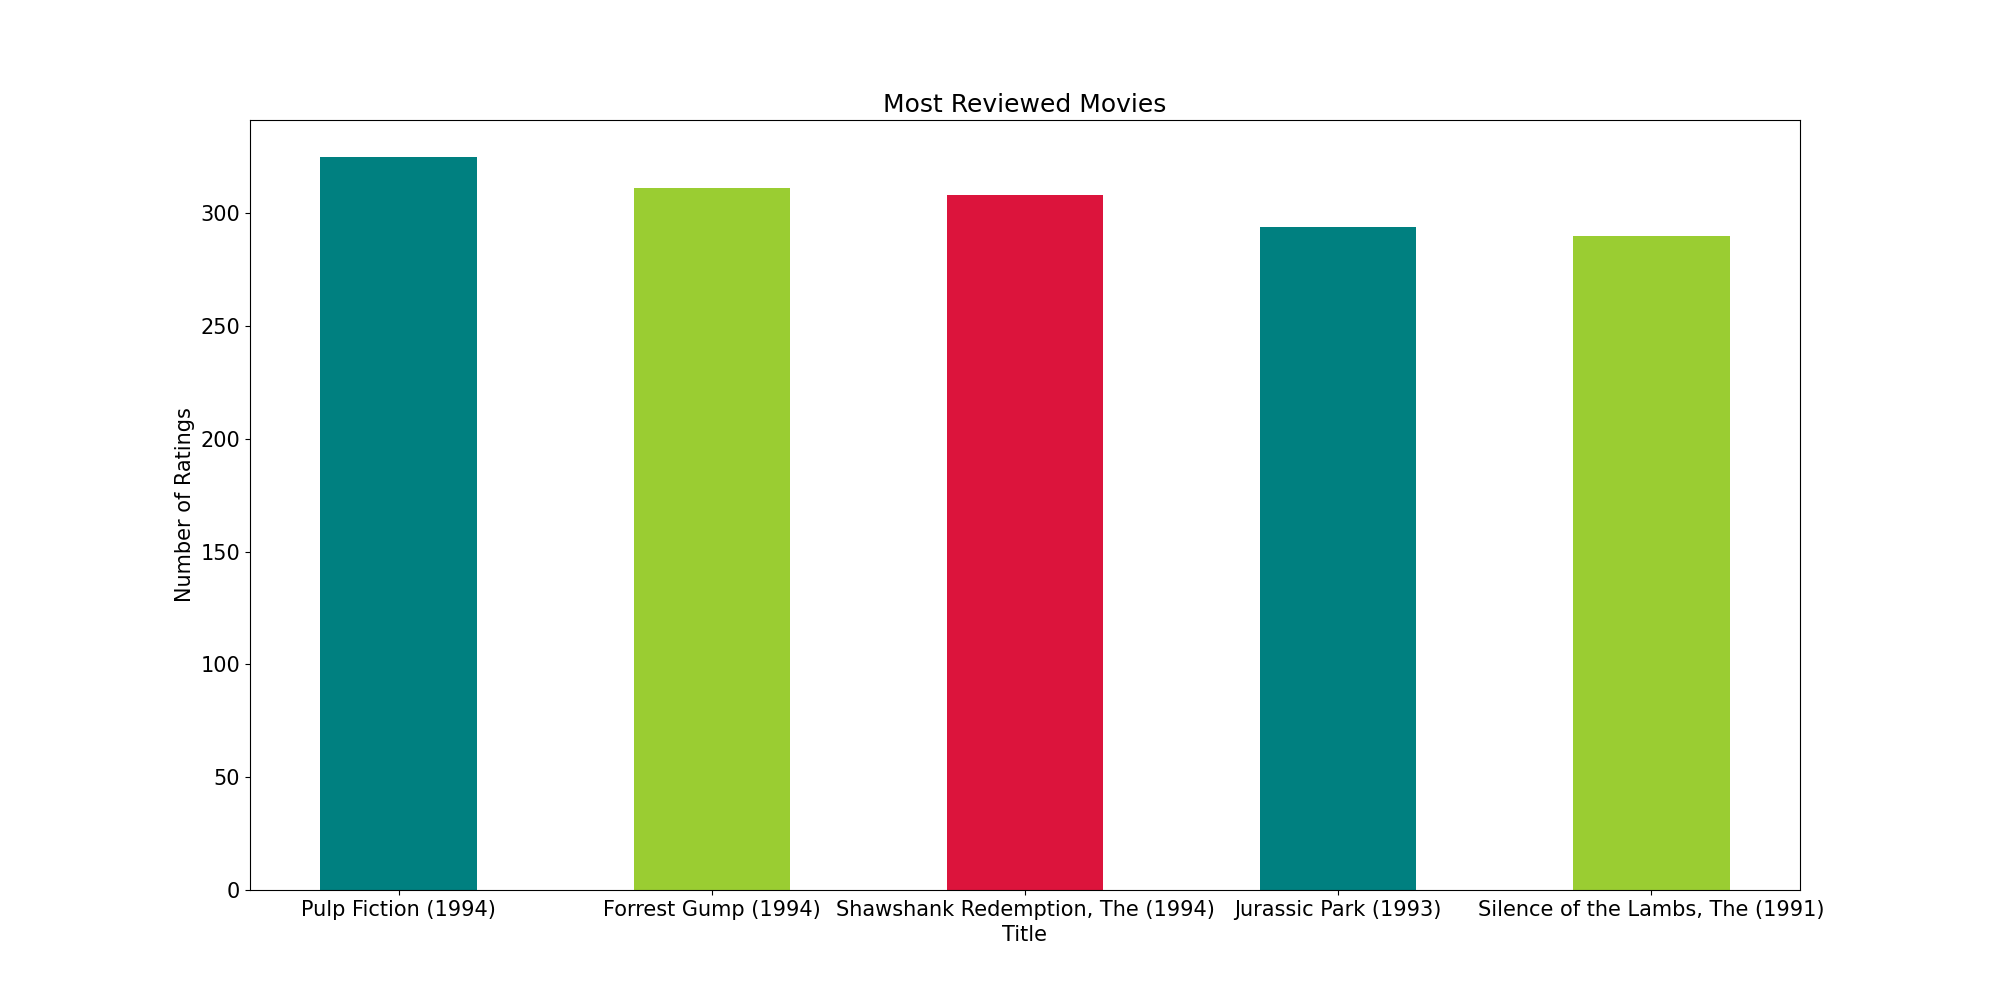 Most Reviewed Movies
Number of Ratings
300
250
200
150
100
50
0
Pulp Fiction (1994) Forrest Gump (1994) Shawshank Redemption, The (1994) Jurassic Park (1993) Silence of the Lambs, The (1991)
Title